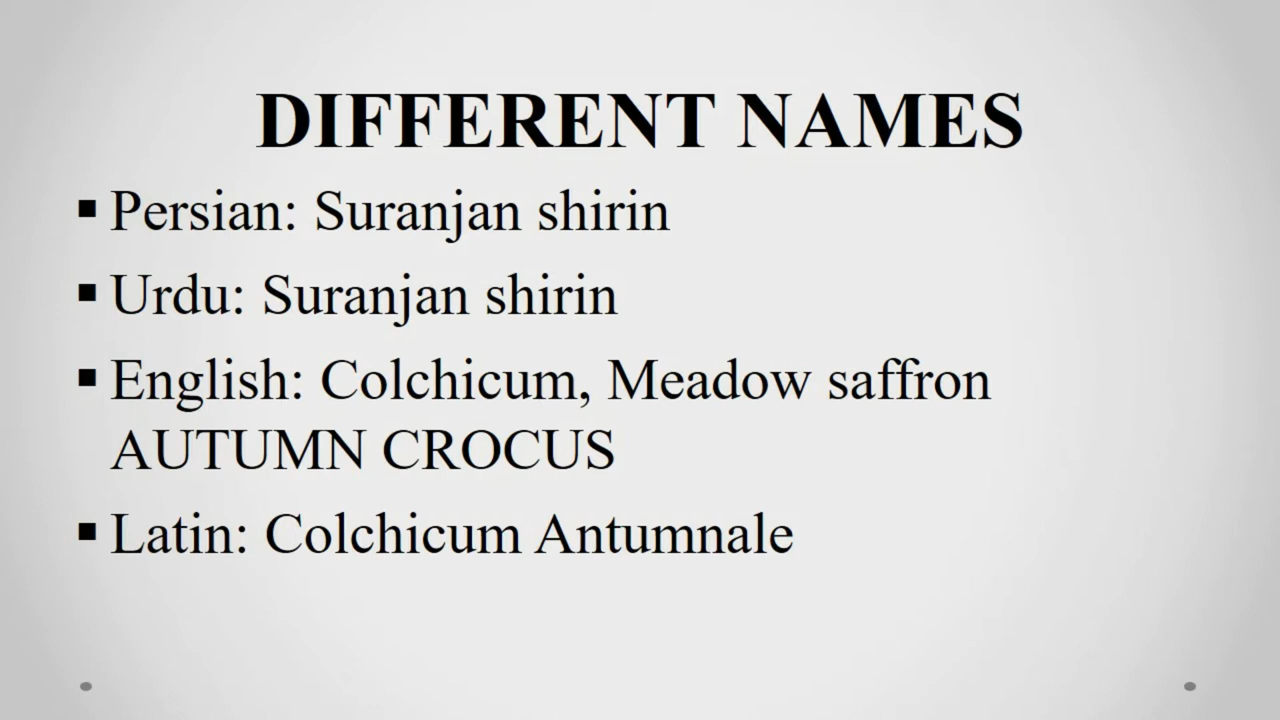 DIFFERENT NAMES
▪ Persian: Suranjan shirin
▪ Urdu: Suranjan shirin
▪ English: Colchicum, Meadow saffron
AUTUMN CROCUS
▪ Latin: Colchicum Antumnale